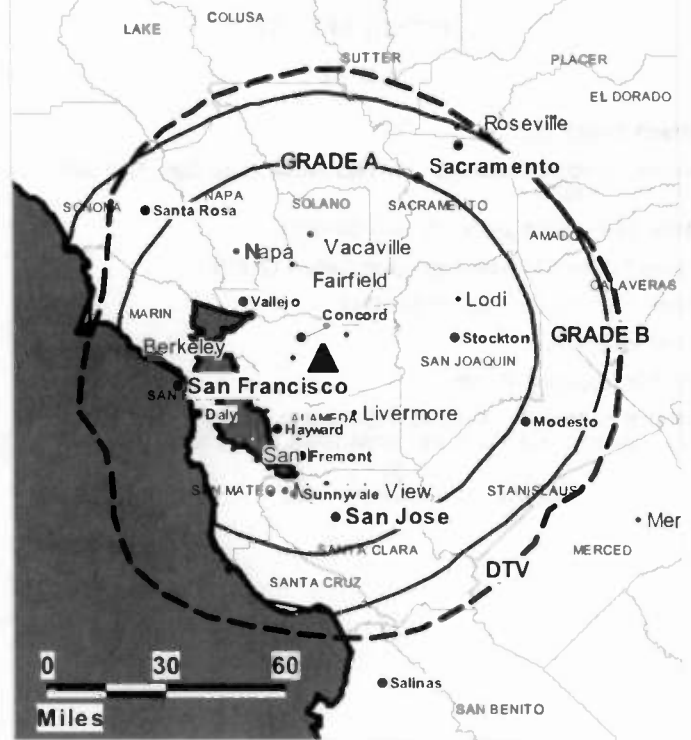 COLUSA
LAKE
SUTTER
PLACER
EL DORADO
Roseville
GRADE A
Sacramento
NAPA
SOLANO
SACRAMENTO
SONOMA
Santa Rosa
AMADO
Napa
Vacaville
Fairfield
CALAVERAS
Vallejo
Lodi
MARIN
Concord
Berkeley
Stockton
GRADE B
SAN JOAQUIN
San Francisco
SAN
Daly
ALAMEDA
Livermore
Hayward
Modesto
San
Fremont
SAN MATEO
Sunnyvale
View
STANISLAUS
San Jose
Mer
SANTA CLARA
MERCED
DTV
SANTA CRUZ
0 30 60
Miles
Salinas
SAN BENITO